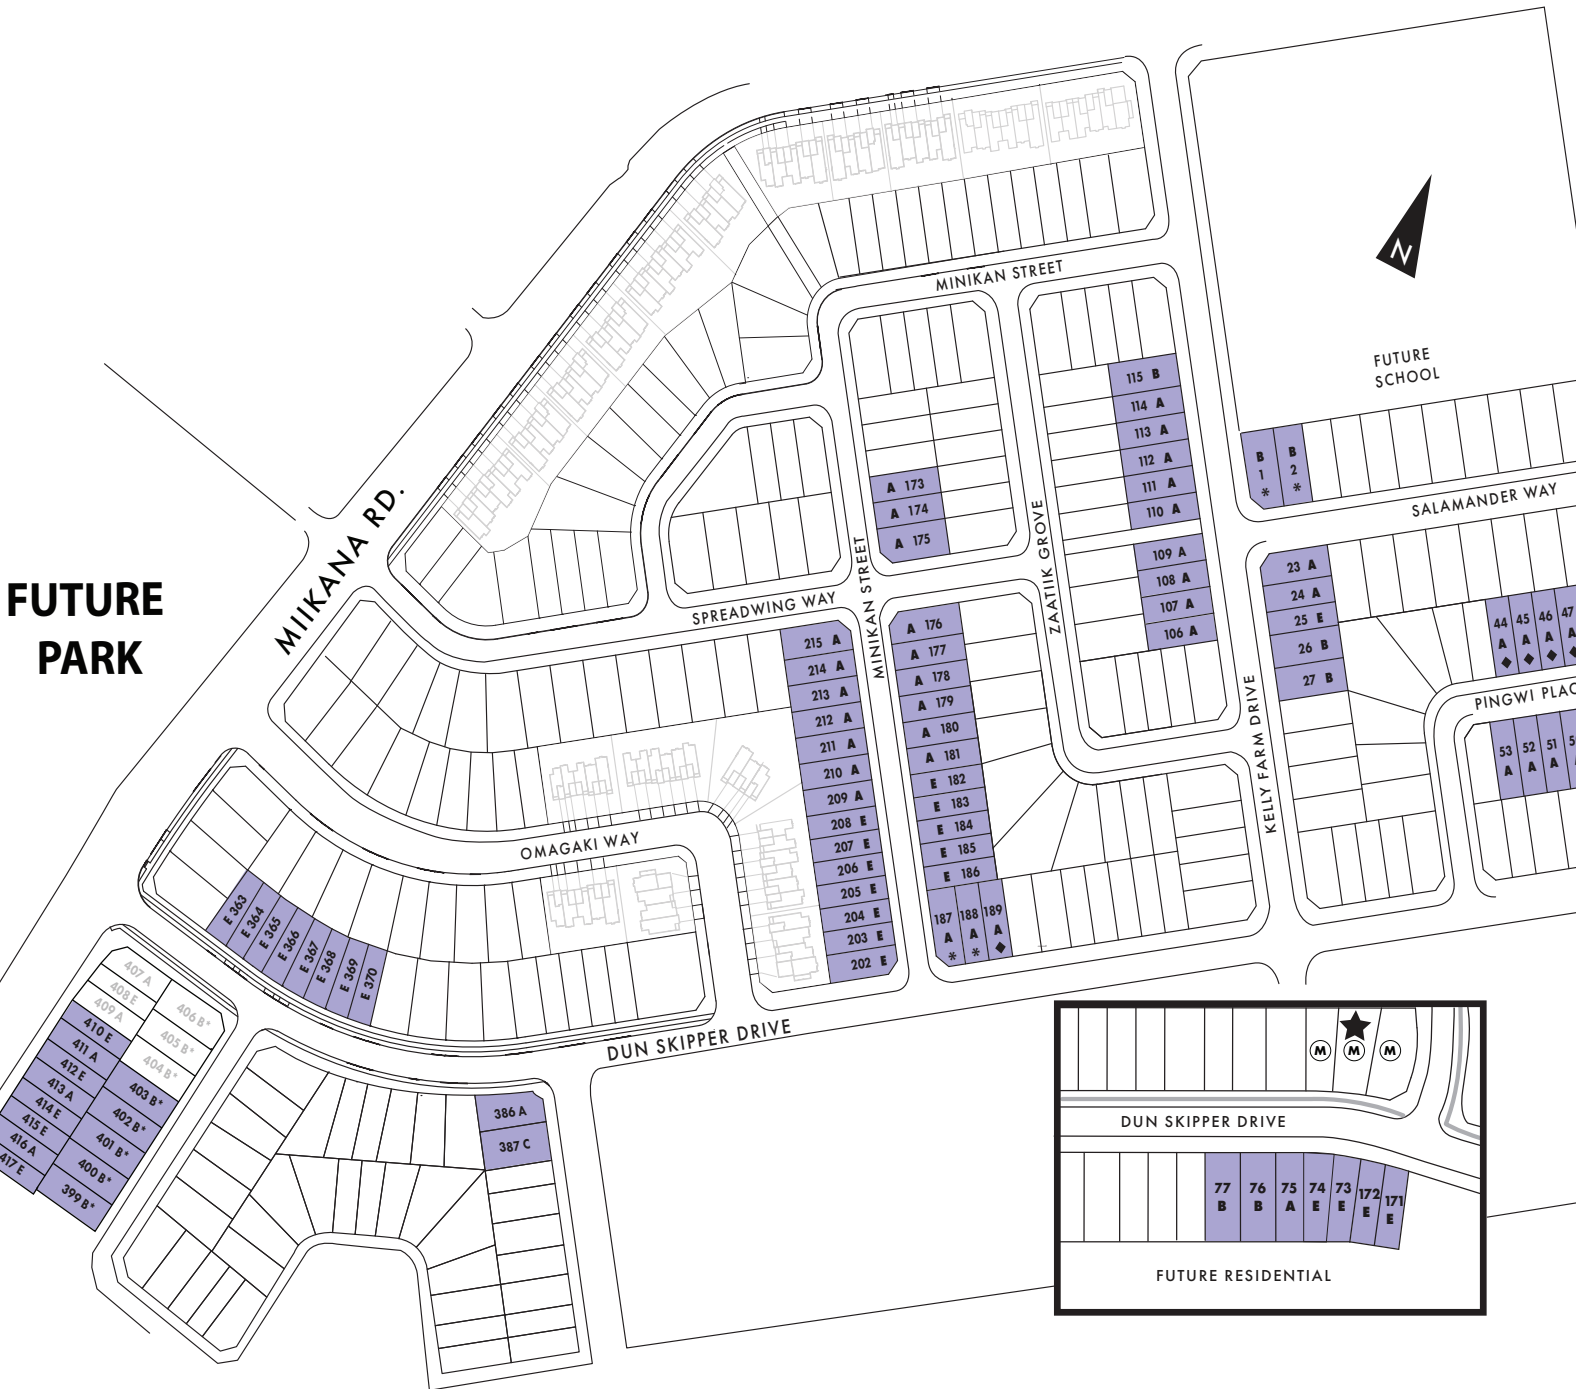 MINIKAN STREET
N
FUTURE
SCHOOL
115 B
114 A
113 A
112 A
111 A
110 A
109 A
108 A
107 A
106 A
B
1
*
B
2
*
SALAMANDER WAY
A 173
A 174
A 175
MIIKANA RD.
FUTURE
PARK
SPREADWING WAY
MINIKAN STREET
ZAATIIK GROVE
KELLY FARM DRIVE
23 A
24 A
25 E
26 B
27 B
44
A
◆
45
A
◆
46
A
◆
47
A
◆
PINGWI PLAC
53
A
52
A
51
A
215 A
214 A
213 A
212 A
211 A
210 A
209 A
208 E
207 E
206 E
205 E
204 E
203 E
202 E
A 176
A 177
A 178
A 179
A 180
A 181
E 182
E 183
E 184
E 185
E 186
187
A
*
188
A
*
189
A
◆
OMAGAKI WAY
E 363
E 364
E 365
E 366
E 367
E 368
E 369
E 370
DUN SKIPPER DRIVE
407 A
408 E
409 A
410 E
411 A
412 E
413 A
414 E
415 E
416 A
417 E
406 B*
405 B*
404 B*
403 B*
402 B*
401 B*
400 B*
399 B*
386 A
387 C
M
M
M
DUN SKIPPER DRIVE
77
B
76
B
75
A
74
E
73
E
172
E
171
E
FUTURE RESIDENTIAL